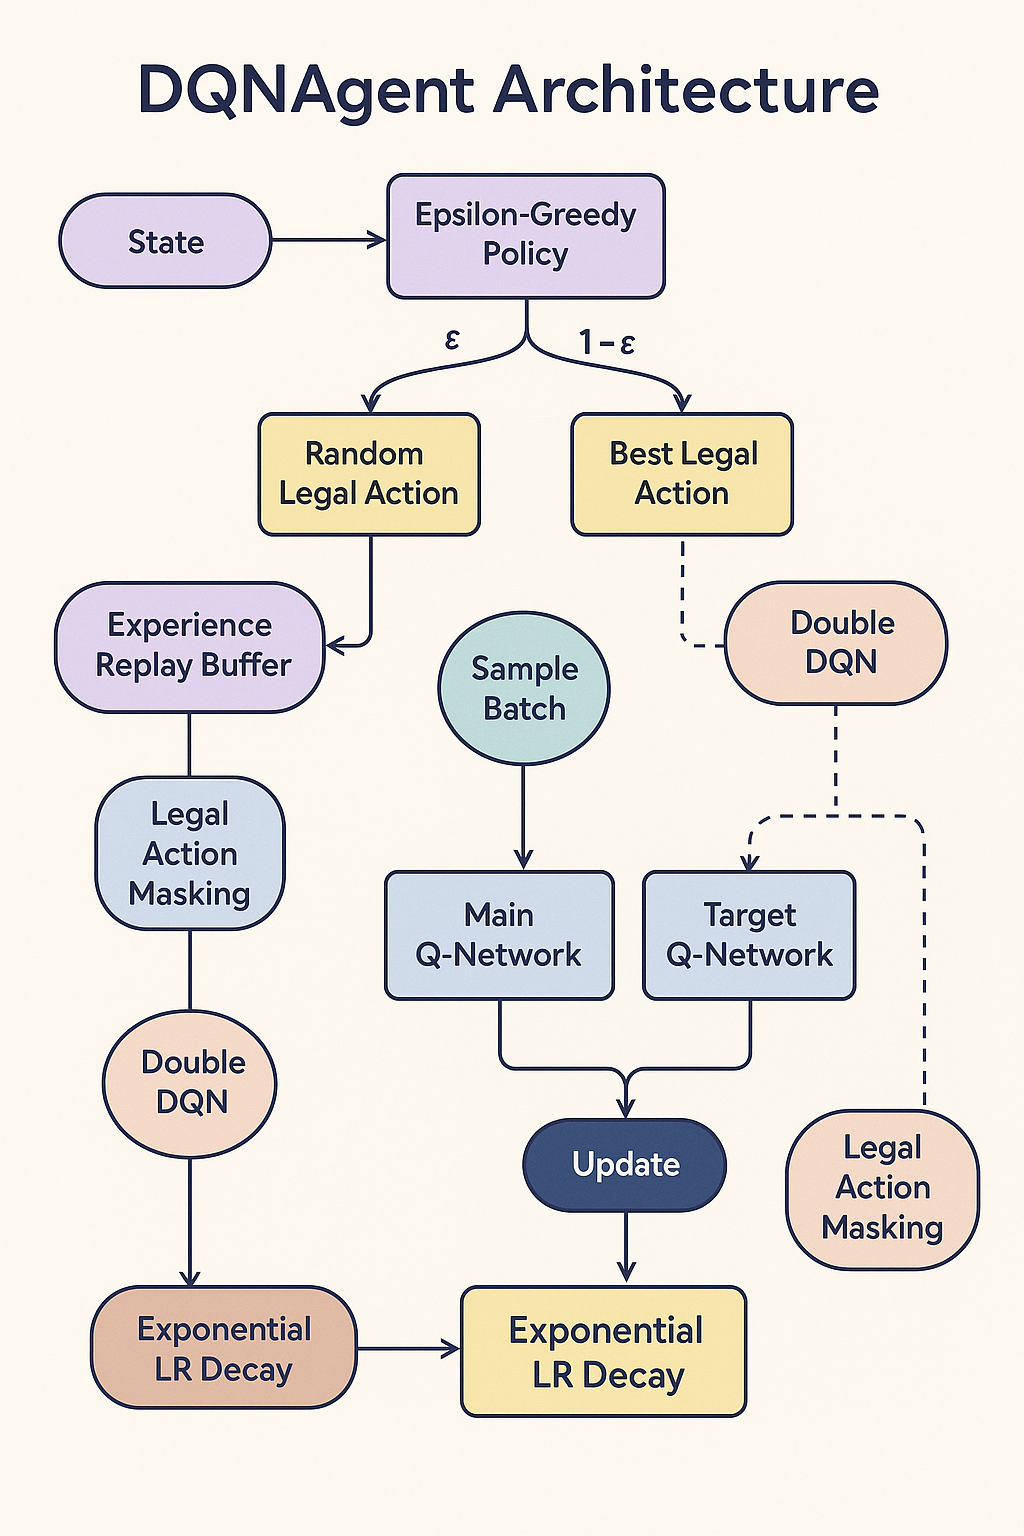 DQNAgent Architecture
State
Epsilon-Greedy
Policy
ε
1 – ε
Random
Legal Action
Best Legal
Action
Experience
Replay Buffer
Sample
Batch
Double
DQN
Legal
Action
Masking
Main
Q-Network
Target
Q-Network
Double
DQN
Update
Legal
Action
Masking
Exponential
LR Decay
Exponential
LR Decay